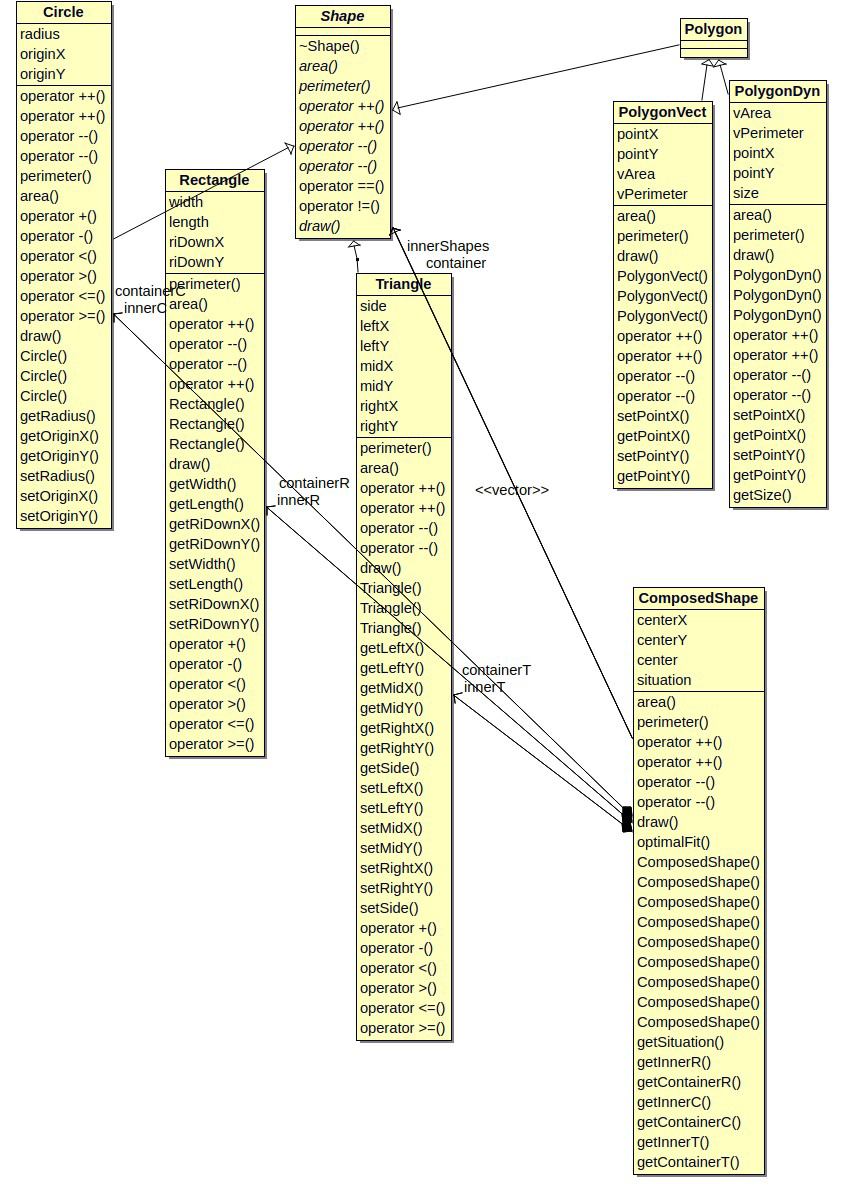 Circle
radius
originX
originY
operator ++()
operator ++()
operator --()
operator --()
perimeter()
area()
operator +()
operator -()
operator <()
operator >()
operator <=()
operator >=()
draw()
Circle()
Circle()
Circle()
getRadius()
getOriginX()
getOriginY()
setRadius()
setOriginX()
setOriginY()
containerC
innerC
Rectangle
width
length
riDownX
riDownY
perimeter()
area()
operator ++()
operator --()
operator --()
operator ++()
Rectangle()
Rectangle()
Rectangle()
draw()
getWidth()
getLength()
getRiDownX()
getRiDownY()
setWidth()
setLength()
setRiDownX()
setRiDownY()
operator +()
operator -()
operator <()
operator >()
operator <=()
operator >=()
containerR
innerR
Shape
~Shape()
area()
perimeter()
operator ++()
operator ++()
operator --()
operator --()
operator ==()
operator !=()
draw()
innerShapes
container
Triangle
side
leftX
leftY
midX
midY
rightX
rightY
perimeter()
area()
operator ++()
operator ++()
operator --()
operator --()
draw()
Triangle()
Triangle()
Triangle()
getLeftX()
getLeftY()
getMidX()
getMidY()
getRightX()
getRightY()
getSide()
setLeftX()
setLeftY()
setMidX()
setMidY()
setRightX()
setRightY()
setSide()
operator +()
operator -()
operator <()
operator >()
operator <=()
operator >=()
containerT
innerT
<<vector>>
Polygon
PolygonVect
pointX
pointY
vArea
vPerimeter
area()
perimeter()
draw()
PolygonVect()
PolygonVect()
PolygonVect()
operator ++()
operator ++()
operator --()
operator --()
setPointX()
getPointX()
setPointY()
getPointY()
PolygonDyn
vArea
vPerimeter
pointX
pointY
size
area()
perimeter()
draw()
PolygonDyn()
PolygonDyn()
PolygonDyn()
operator ++()
operator ++()
operator --()
operator --()
setPointX()
getPointX()
setPointY()
getPointY()
getSize()
ComposedShape
centerX
centerY
center
situation
area()
perimeter()
operator ++()
operator ++()
operator --()
operator --()
draw()
optimalFit()
ComposedShape()
ComposedShape()
ComposedShape()
ComposedShape()
ComposedShape()
ComposedShape()
ComposedShape()
ComposedShape()
ComposedShape()
getSituation()
getInnerR()
getContainerR()
getInnerC()
getContainerC()
getInnerT()
getContainerT()